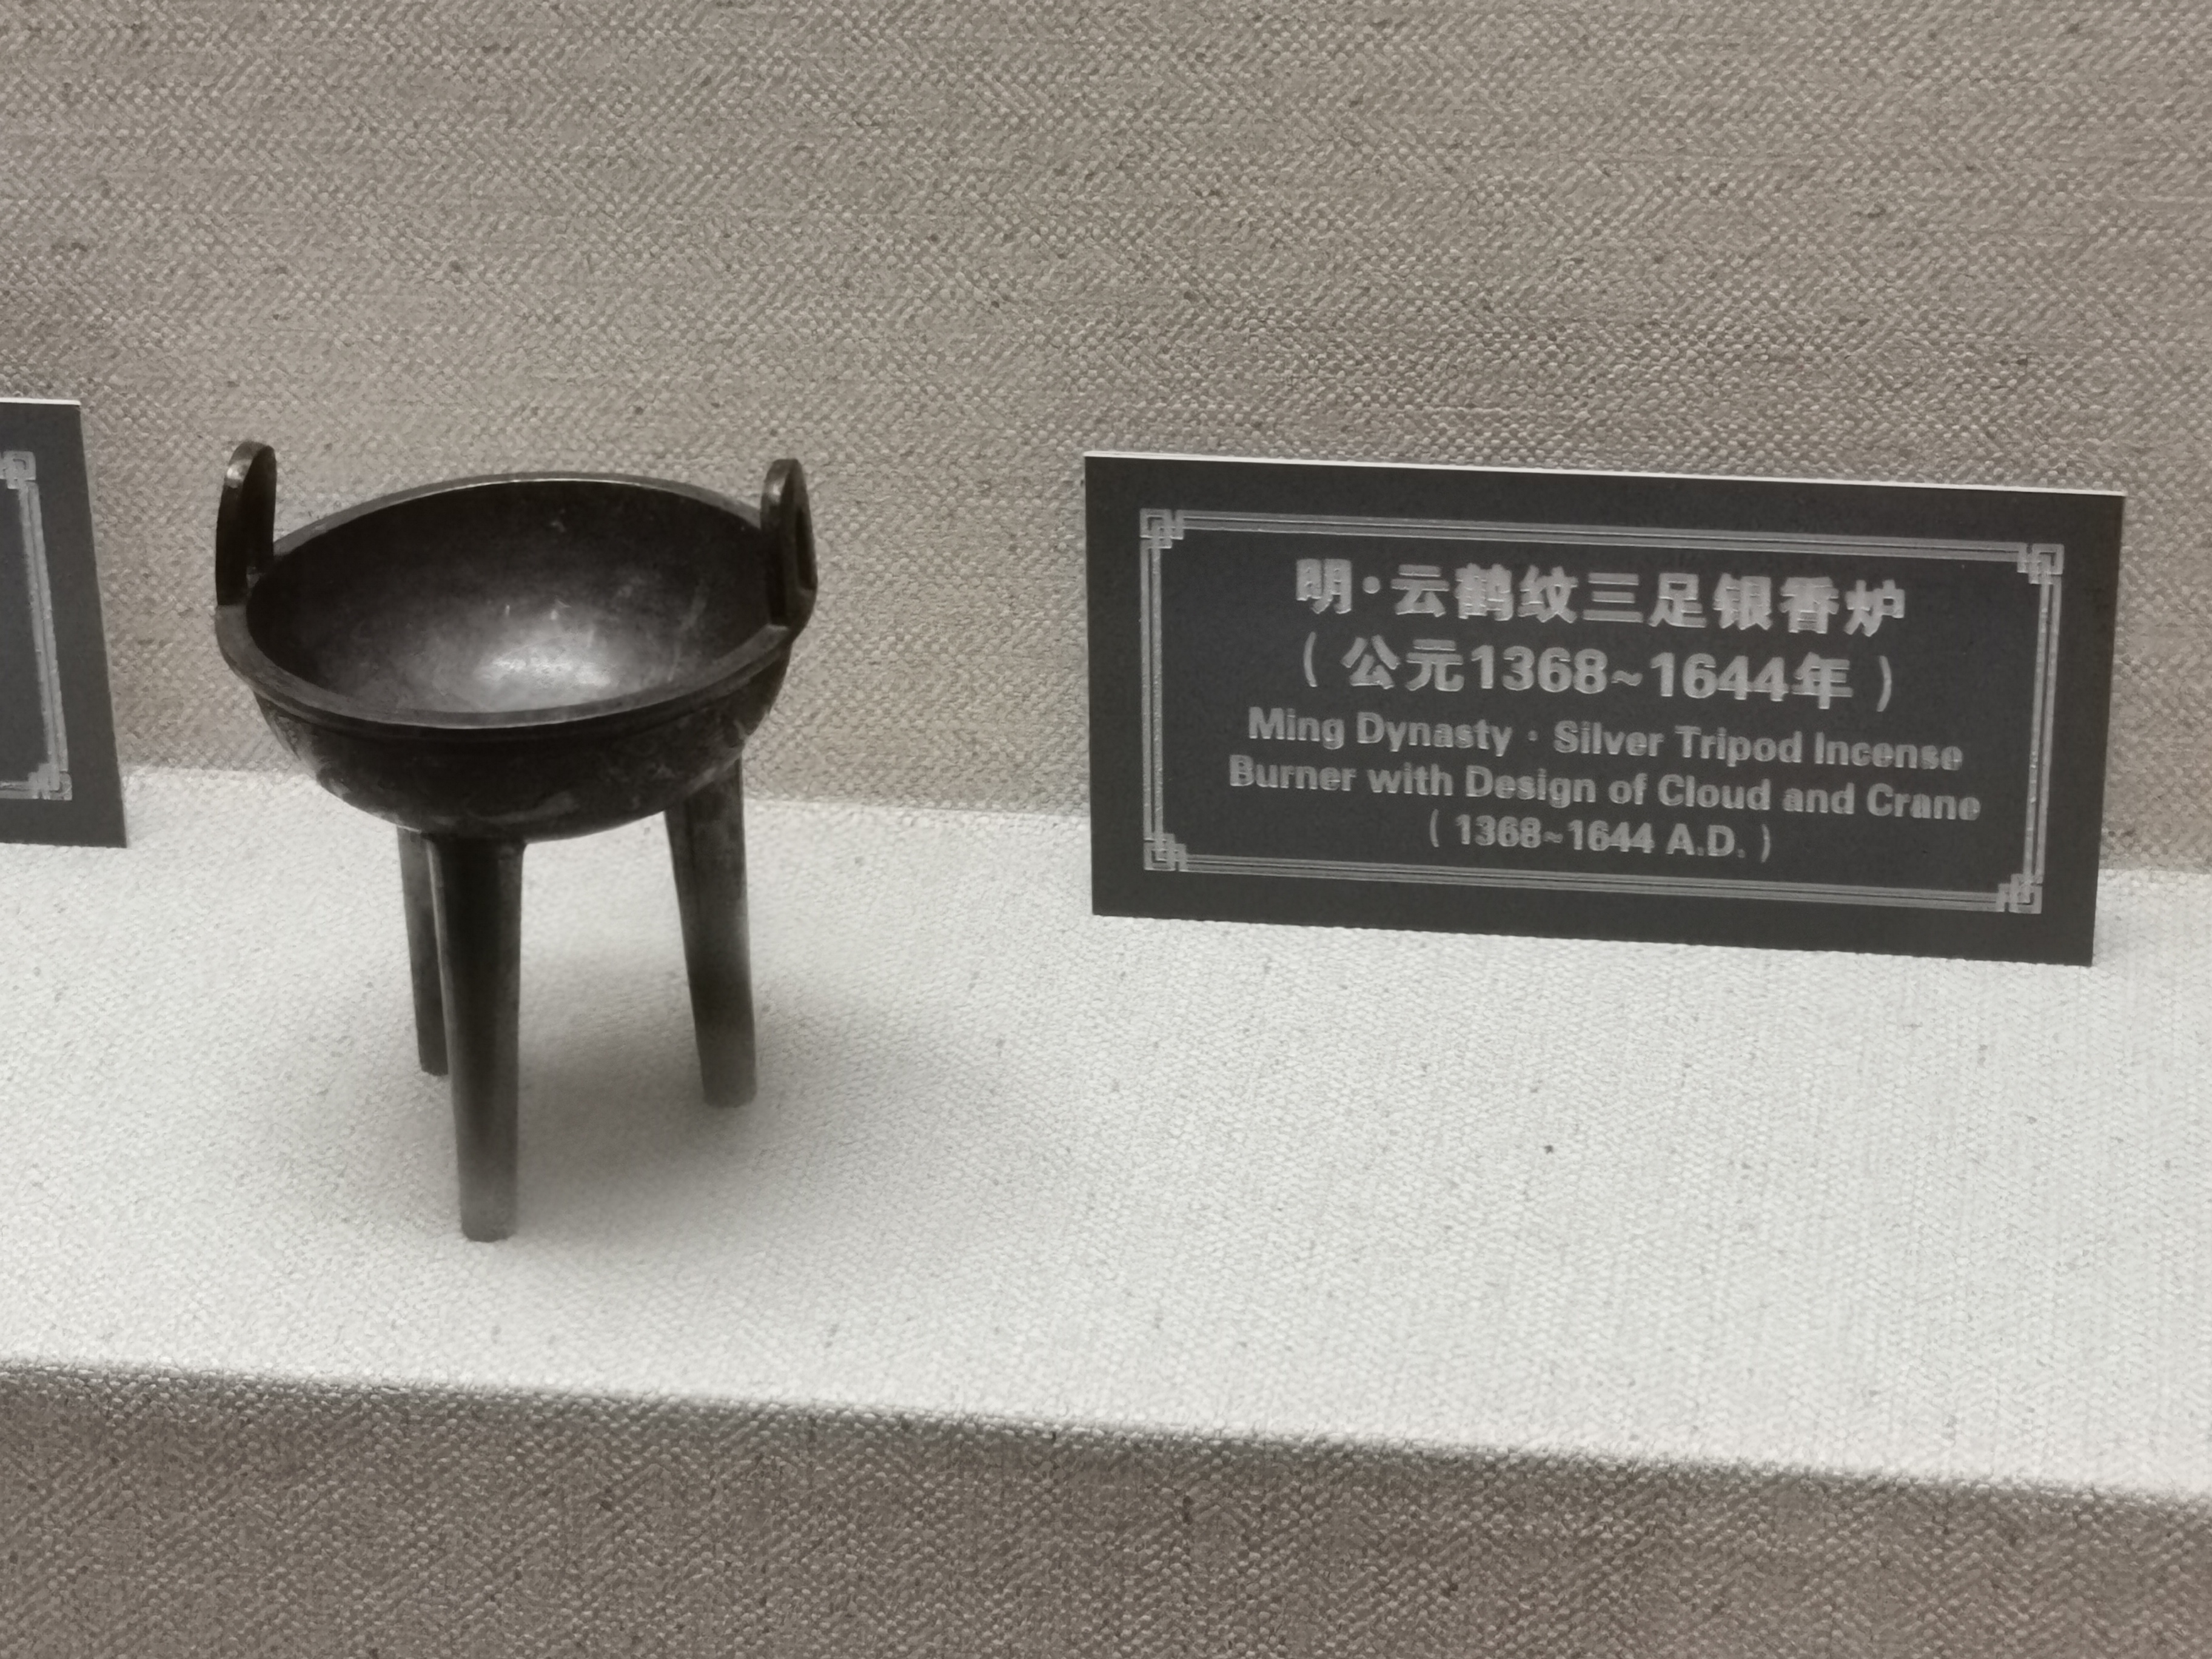 明·云鹤纹三足银香炉
（公元1368~1644年）
Ming Dynasty · Silver Tripod Incense
Burner with Design of Cloud and Crane
（1368~1644 A.D.）